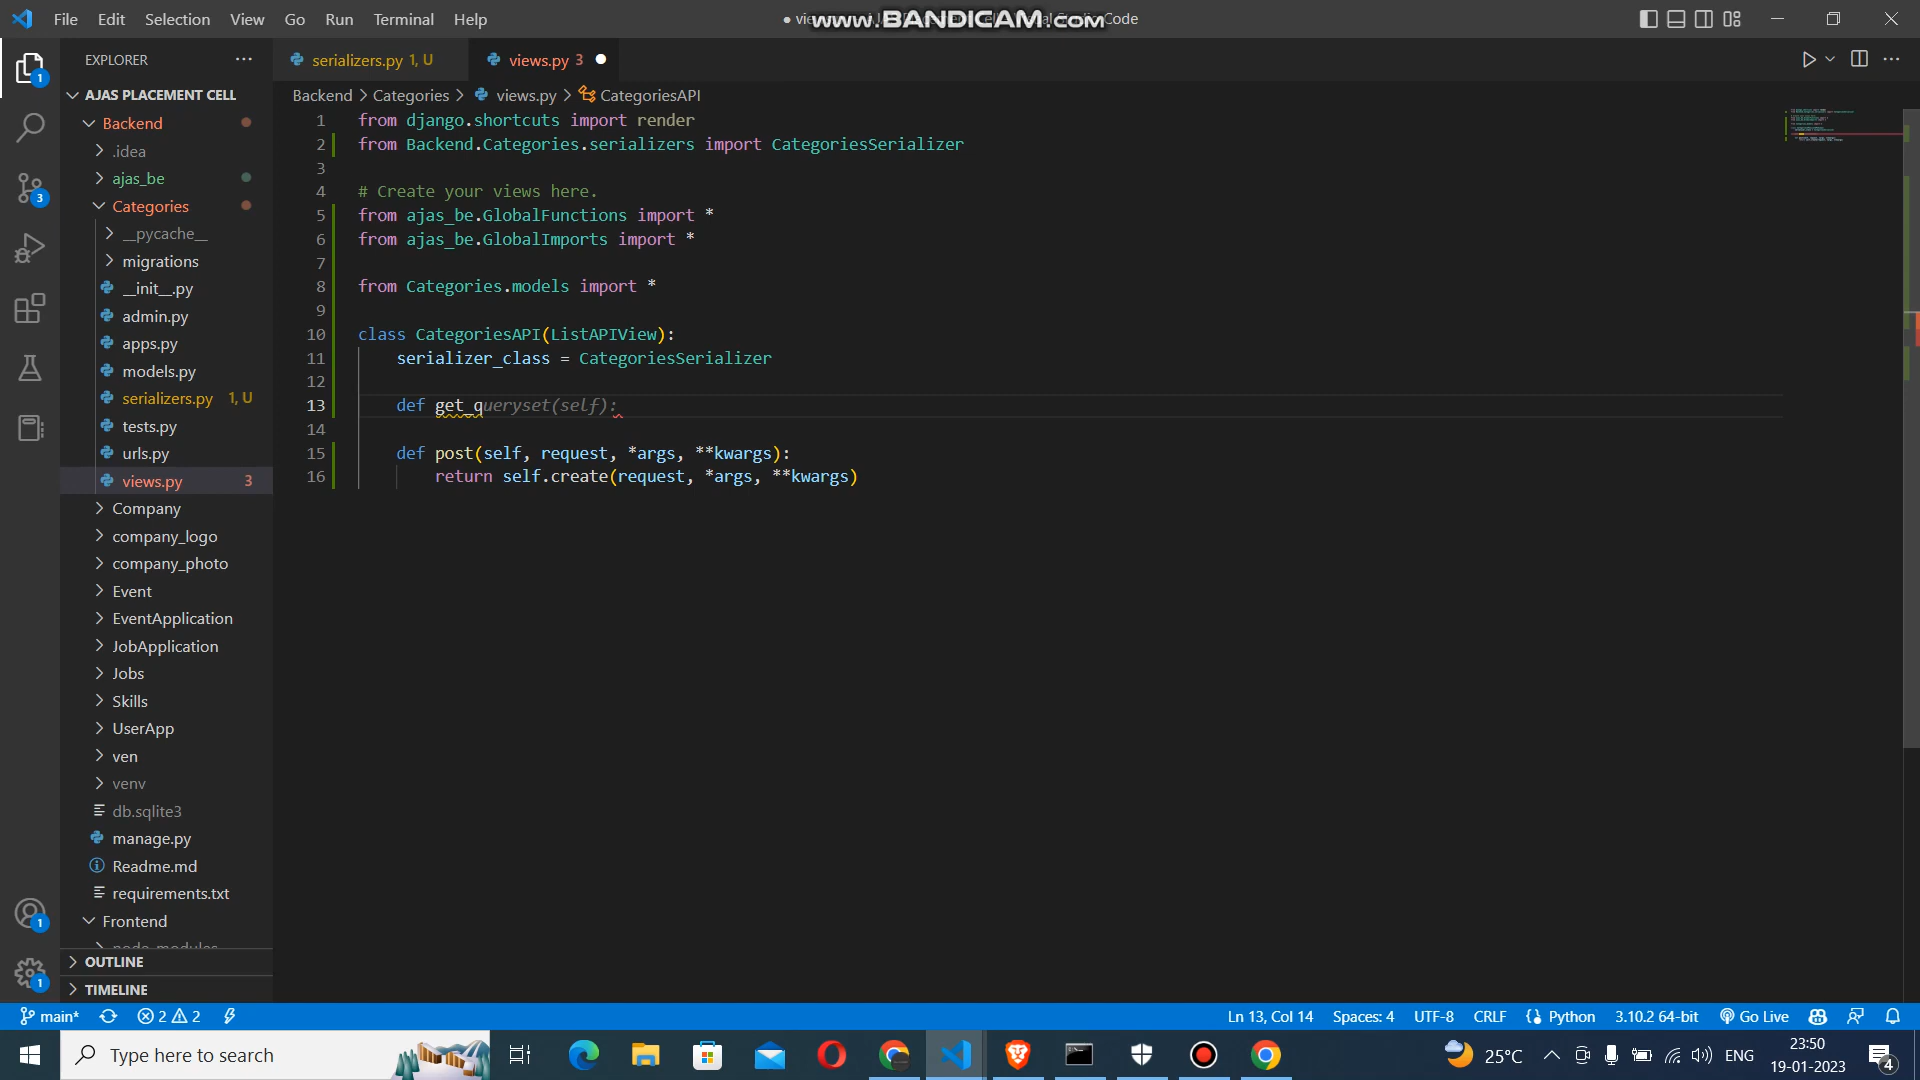 File Edit Selection View Go Run Terminal Help
www.BANDICAM.com
Code
EXPLORER
AJAS PLACEMENT CELL
Backend
.idea
ajas_be
Categories
__pycache__
migrations
__init__.py
admin.py
apps.py
models.py
serializers.py 1, U
tests.py
urls.py
views.py 3
Company
company_logo
company_photo
Event
EventApplication
JobApplication
Jobs
Skills
UserApp
ven
venv
db.sqlite3
manage.py
Readme.md
requirements.txt
Frontend
node_modules
OUTLINE
TIMELINE
1
3
1
1
serializers.py 1, U
views.py 3
Backend > Categories > views.py > CategoriesAPI
1 from django.shortcuts import render
2 from Backend.Categories.serializers import CategoriesSerializer
3
4 # Create your views here.
5 from ajas_be.GlobalFunctions import *
6 from ajas_be.GlobalImports import *
7
8 from Categories.models import *
9
10 class CategoriesAPI(ListAPIView):
11 serializer_class = CategoriesSerializer
12
13 def get_queryset(self):
14
15 def post(self, request, *args, **kwargs):
16 return self.create(request, *args, **kwargs)
main* 2 2
Ln 13, Col 14 Spaces: 4 UTF-8 CRLF Python 3.10.2 64-bit Go Live
Type here to search
25°C ENG
23:50
19-01-2023
4